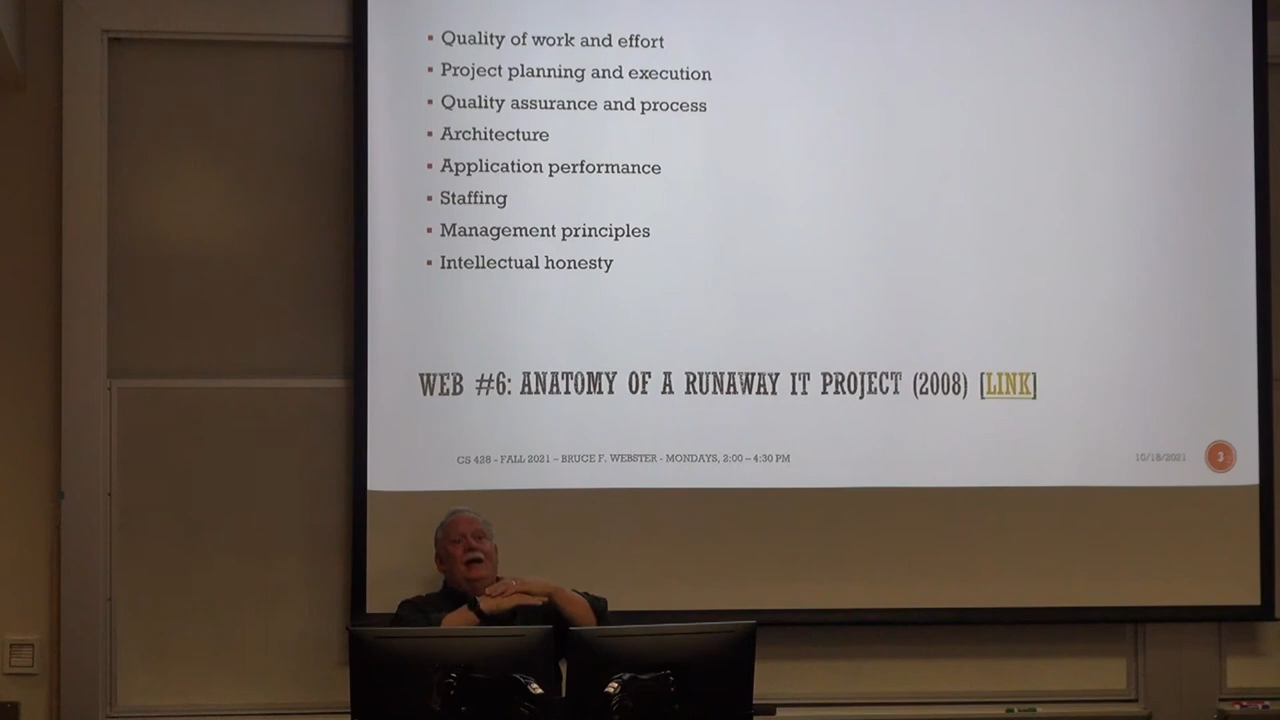 ▪ Quality of work and effort
▪ Project planning and execution
▪ Quality assurance and process
▪ Architecture
▪ Application performance
▪ Staffing
▪ Management principles
▪ Intellectual honesty
WEB #6: ANATOMY OF A RUNAWAY IT PROJECT (2008) [LINK]
CS 428 - FALL 2021 – BRUCE F. WEBSTER - MONDAYS, 2:00 – 4:30 PM
10/18/2021
3